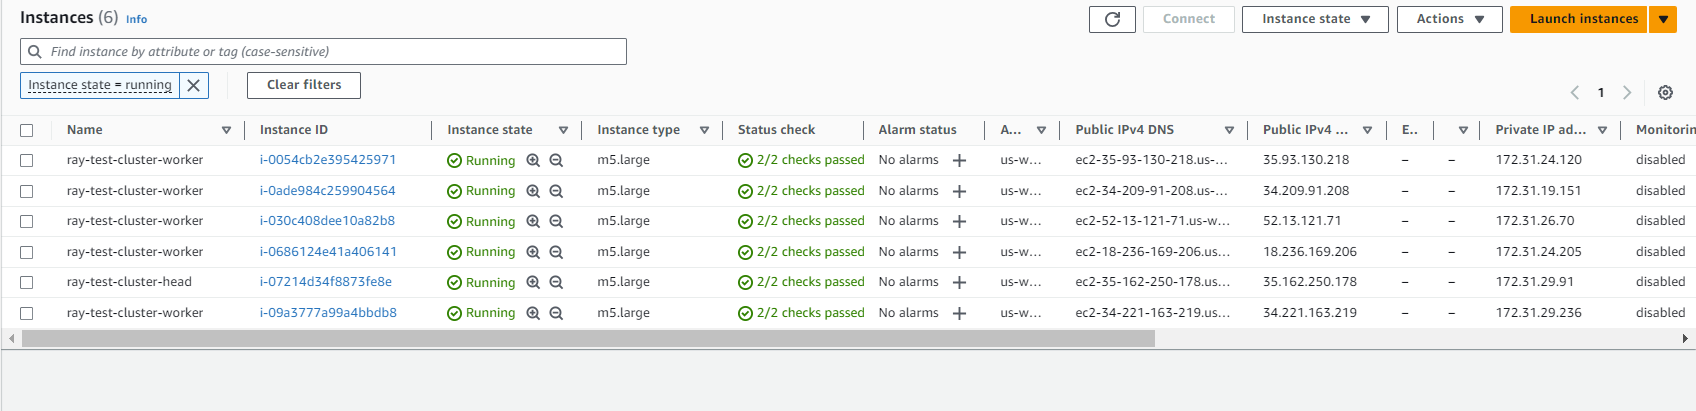 Instances (6) Info
Connect Instance state Actions Launch instances
Find instance by attribute or tag (case-sensitive)
Instance state = running Clear filters
1
Name Instance ID Instance state Instance type Status check Alarm status A... Public IPv4 DNS Public IPv4 ... E.. Private IP ad... Monitorin
ray-test-cluster-worker i-0054cb2e395425971 Running m5.large 2/2 checks passed No alarms us-w... ec2-35-93-130-218.us-... 35.93.130.218 – – 172.31.24.120 disabled
ray-test-cluster-worker i-0ade984c259904564 Running m5.large 2/2 checks passed No alarms us-w... ec2-34-209-91-208.us-... 34.209.91.208 – – 172.31.19.151 disabled
ray-test-cluster-worker i-030c408dee10a82b8 Running m5.large 2/2 checks passed No alarms us-w... ec2-52-13-121-71.us-w... 52.13.121.71 – – 172.31.26.70 disabled
ray-test-cluster-worker i-0686124e41a406141 Running m5.large 2/2 checks passed No alarms us-w... ec2-18-236-169-206.us... 18.236.169.206 – – 172.31.24.205 disabled
ray-test-cluster-head i-07214d34f8873fe8e Running m5.large 2/2 checks passed No alarms us-w... ec2-35-162-250-178.us... 35.162.250.178 – – 172.31.29.91 disabled
ray-test-cluster-worker i-09a3777a99a4bbdb8 Running m5.large 2/2 checks passed No alarms us-w... ec2-34-221-163-219.us... 34.221.163.219 – – 172.31.29.236 disabled